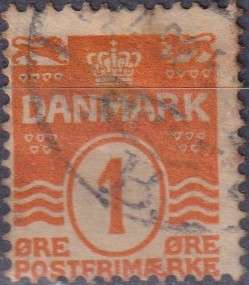 DANMARK
1
ØRE ØRE
POSTFRIMÆRKE